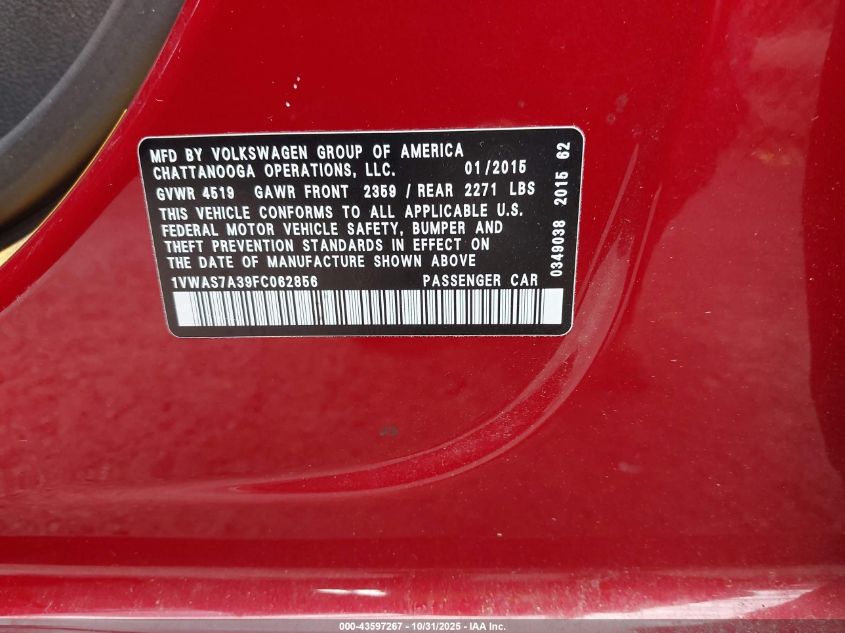 MFD BY VOLKSWAGEN GROUP OF AMERICA
CHATTANOOGA OPERATIONS, LLC. 01/2015
GVWR 4519 GAWR FRONT 2359 / REAR 2271 LBS
THIS VEHICLE CONFORMS TO ALL APPLICABLE U.S.
FEDERAL MOTOR VEHICLE SAFETY, BUMPER AND
THEFT PREVENTION STANDARDS IN EFFECT ON
THE DATE OF MANUFACTURE SHOWN ABOVE
1VWAS7A39FC062856 PASSENGER CAR
0349038 2015 62
000-43597267 - 10/31/2025 - IAA Inc.